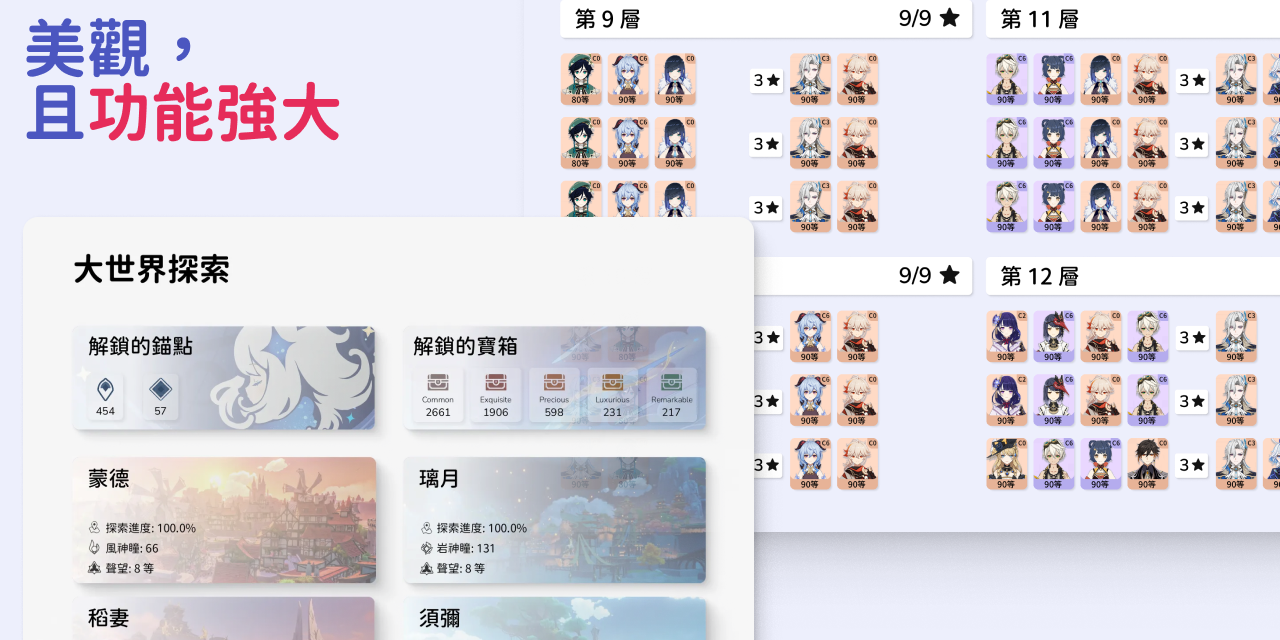 美觀，
且功能強大
第 9 層
9/9
C0 C6 C0
80等 90等 90等
3
C3 C0
90等 90等
C0 C6 C0
80等 90等 90等
3
C3 C0
90等 90等
C0 C6 C0
3
C3 C0
90等 90等
9/9
3
C6 C0
90等 90等
3
C6 C0
90等 90等
3
C6 C0
90等 90等
第 11 層
C6 C6 C0 C0
90等 90等 90等 90等
3
C3
90等
C6 C6 C0 C0
90等 90等 90等 90等
3
C3
90等
C6 C6 C0 C0
90等 90等 90等 90等
3
C3
90等
第 12 層
C2 C6 C0 C6
90等 90等 90等 90等
3
C3
90等
C2 C6 C0 C6
90等 90等 90等 90等
3
C3
90等
C0 C6 C6 C0
90等 90等 90等 90等
3
C3
90等
大世界探索
解鎖的錨點
454
57
解鎖的寶箱
Common
2661
Exquisite
1906
Precious
598
Luxurious
231
Remarkable
217
蒙德
探索進度: 100.0%
風神瞳: 66
聲望: 8 等
璃月
探索進度: 100.0%
岩神瞳: 131
聲望: 8 等
稻妻
須彌